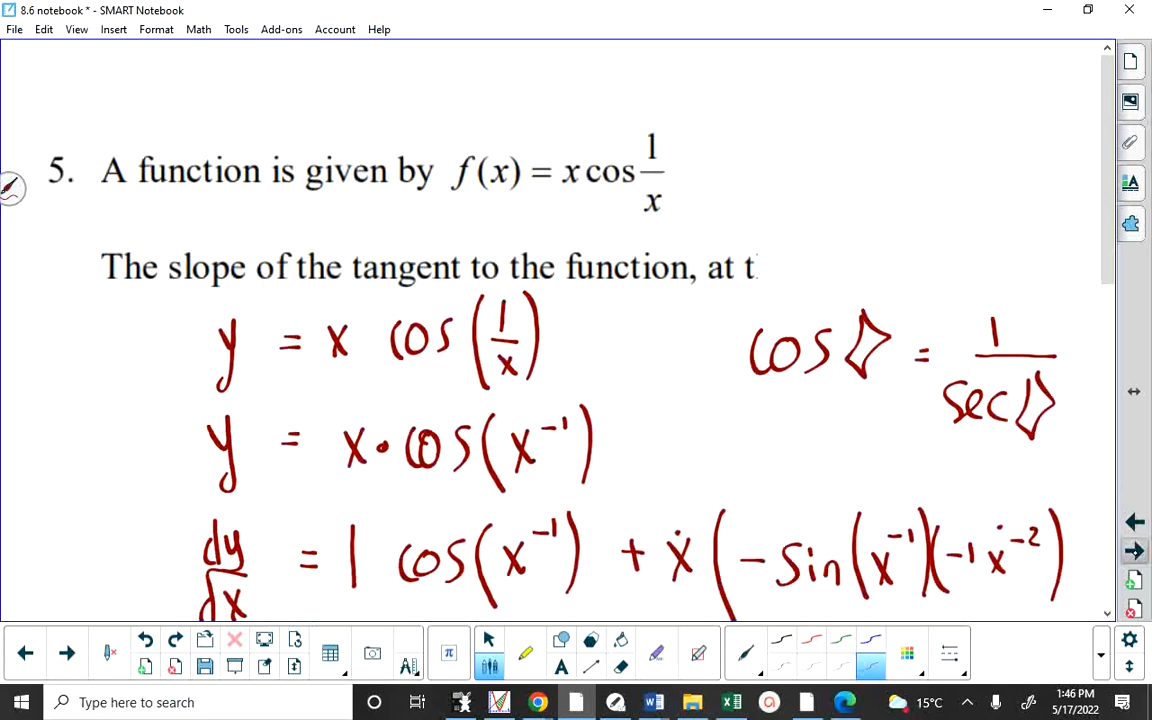 8.6 notebook * - SMART Notebook
File Edit View Insert Format Math Tools Add-ons Account Help
5. A function is given by f(x) = x cos 1/x
The slope of the tangent to the function, at t
y = x cos(1/x)
cos▯ = 1/sec▯
y = x·cos(x⁻¹)
dy/dx = 1 cos(x⁻¹) + x(-sin(x⁻¹)(-1x⁻²)
A
π
Type here to search
15°C
1:46 PM
5/17/2022